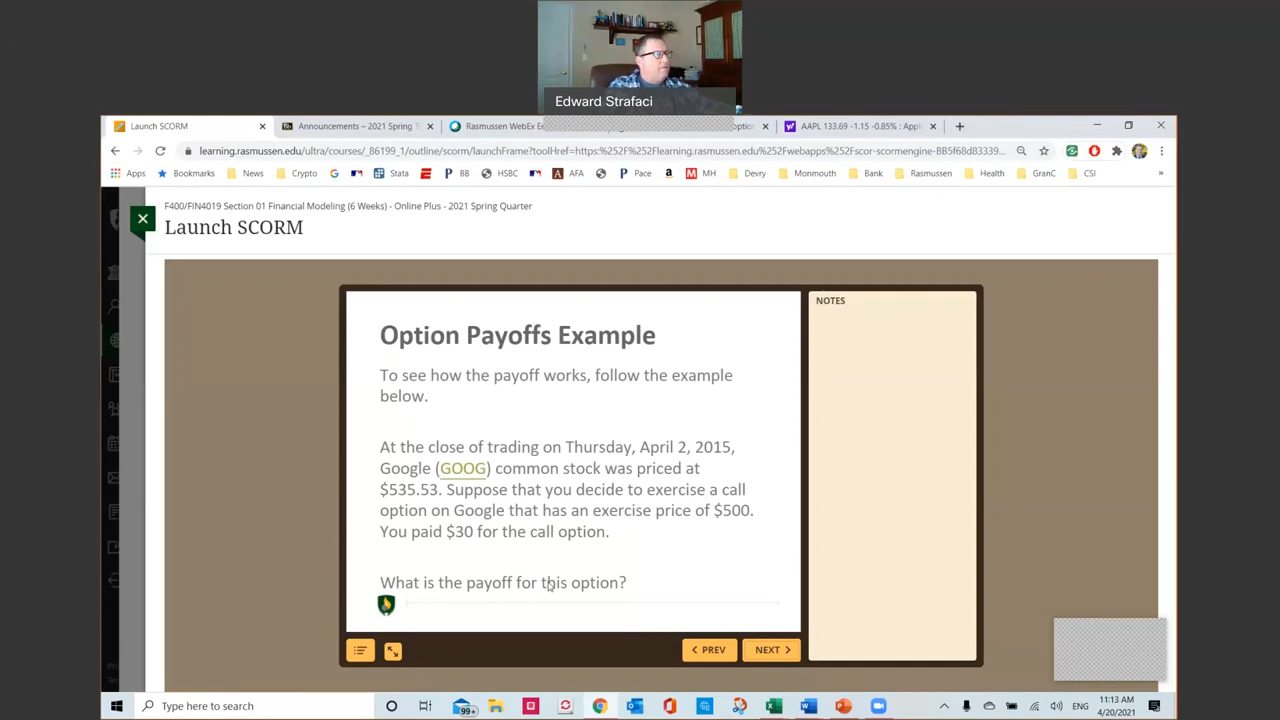 Edward Strafaci
Launch SCORM
Announcements – 2021 Spring T
Rasmussen WebEx En
AAPL 133.69 -1.15 -0.85% : Appl
learning.rasmussen.edu/ultra/courses/_86199_1/outline/scorm/launchFrame?toolHref=https:%252F%252Flearning.rasmussen.edu%252Fwebapps%252Fscor-scormengine-BB5f68d83339...
Apps Bookmarks News Crypto Stata BB HSBC AFA Pace MH Devry Monmouth Bank Rasmussen Health GranC CSI »
F400/FIN4019 Section 01 Financial Modeling (6 Weeks) - Online Plus - 2021 Spring Quarter
Launch SCORM
Option Payoffs Example
To see how the payoff works, follow the example
below.
At the close of trading on Thursday, April 2, 2015,
Google (GOOG) common stock was priced at
$535.53. Suppose that you decide to exercise a call
option on Google that has an exercise price of $500.
You paid $30 for the call option.
What is the payoff for this option?
NOTES
PREV
NEXT
Type here to search
99+
ENG
11:13 AM
4/20/2021